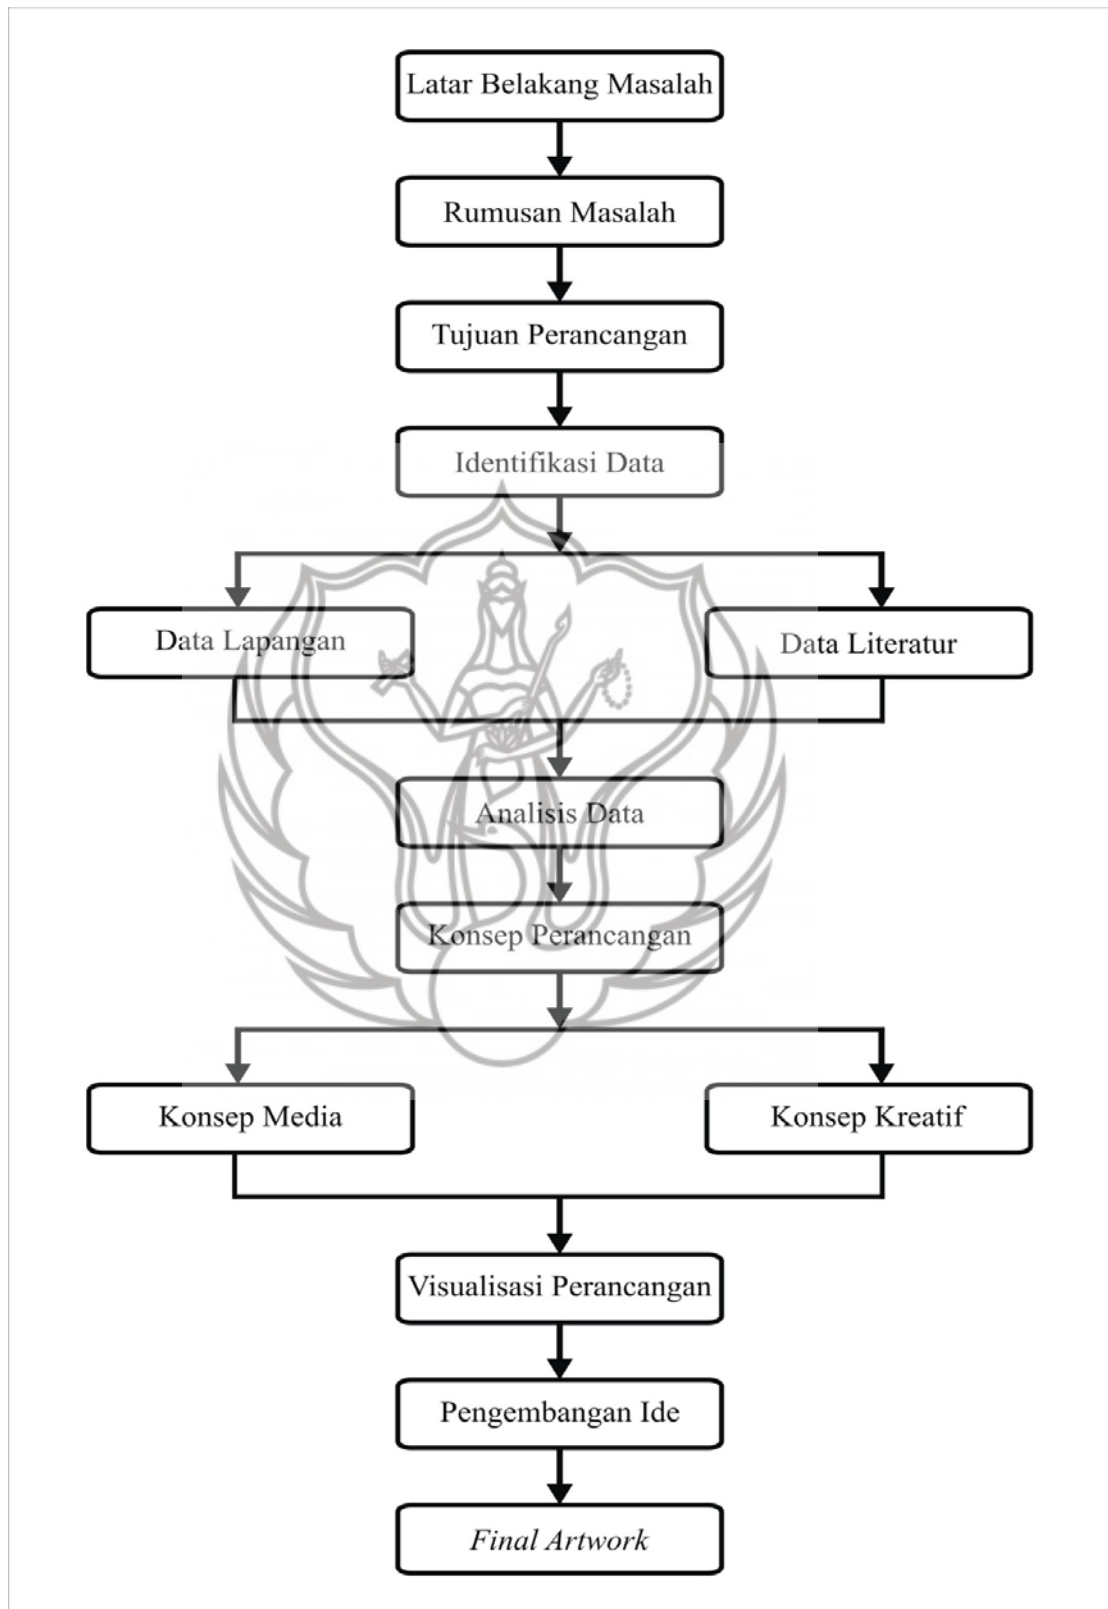 Latar Belakang Masalah
Rumusan Masalah
Tujuan Perancangan
Identifikasi Data
Data Lapangan
Data Literatur
Analisis Data
Konsep Perancangan
Konsep Media
Konsep Kreatif
Visualisasi Perancangan
Pengembangan Ide
Final Artwork